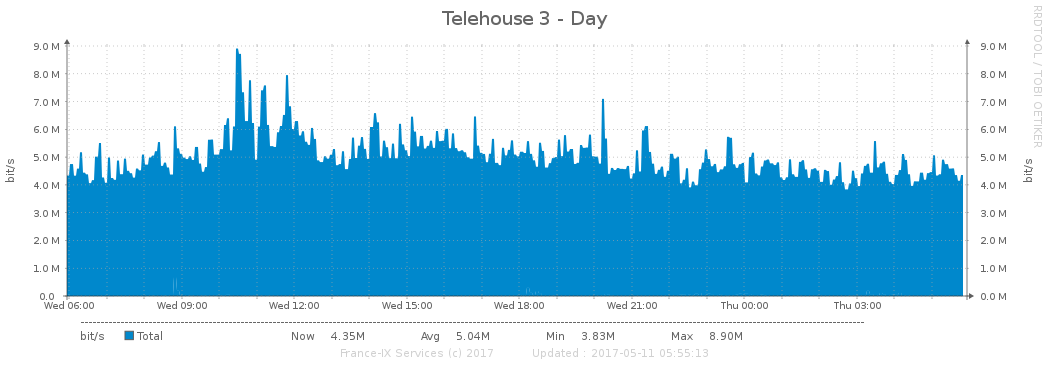 Telehouse 3 - Day
RRDTOOL / TOBI OETIKER
bit/s
9.0 M
8.0 M
7.0 M
6.0 M
5.0 M
4.0 M
3.0 M
2.0 M
1.0 M
0.0
9.0 M
8.0 M
7.0 M
6.0 M
5.0 M
4.0 M
3.0 M
2.0 M
1.0 M
0.0 M
bit/s
Wed 06:00 Wed 09:00 Wed 12:00 Wed 15:00 Wed 18:00 Wed 21:00 Thu 00:00 Thu 03:00
bit/s Total Now 4.35M Avg 5.04M Min 3.83M Max 8.90M
France-IX Services (c) 2017 Updated : 2017-05-11 05:55:13